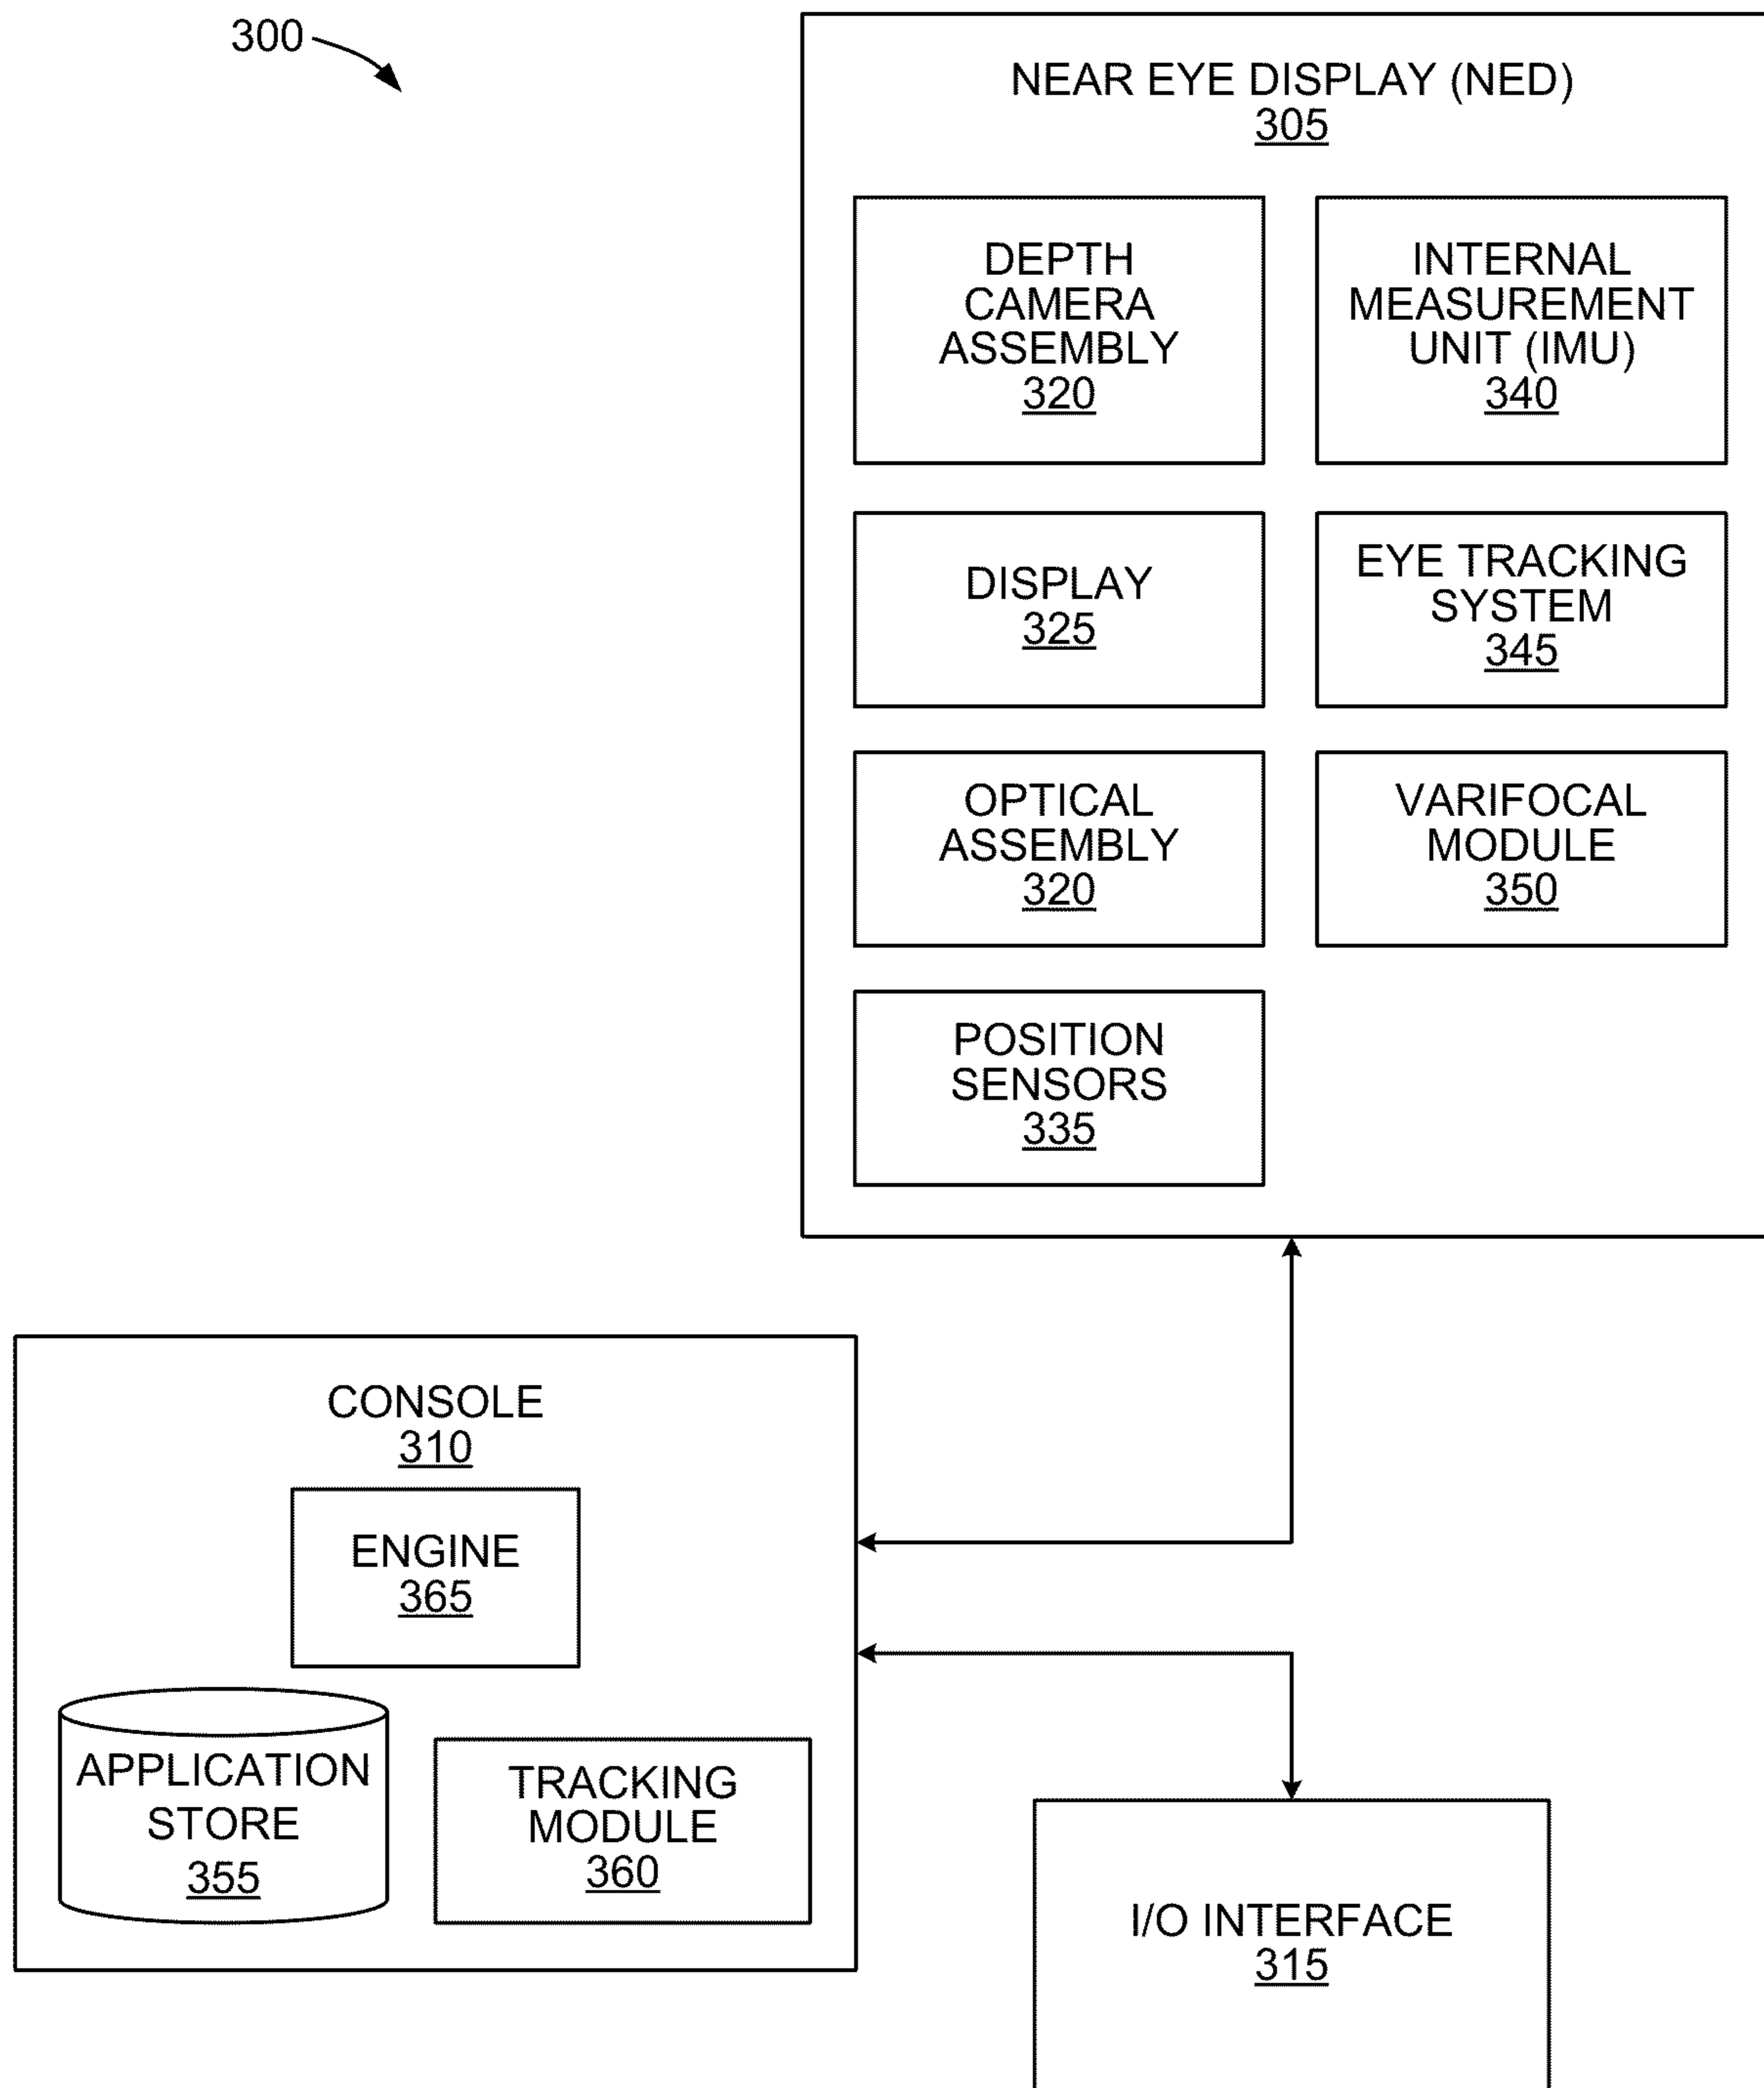 300
NEAR EYE DISPLAY (NED)
305
DEPTH
CAMERA
ASSEMBLY
320
INTERNAL
MEASUREMENT
UNIT (IMU)
340
DISPLAY
325
EYE TRACKING
SYSTEM
345
OPTICAL
ASSEMBLY
320
VARIFOCAL
MODULE
350
POSITION
SENSORS
335
CONSOLE
310
ENGINE
365
APPLICATION
STORE
355
TRACKING
MODULE
360
I/O INTERFACE
315